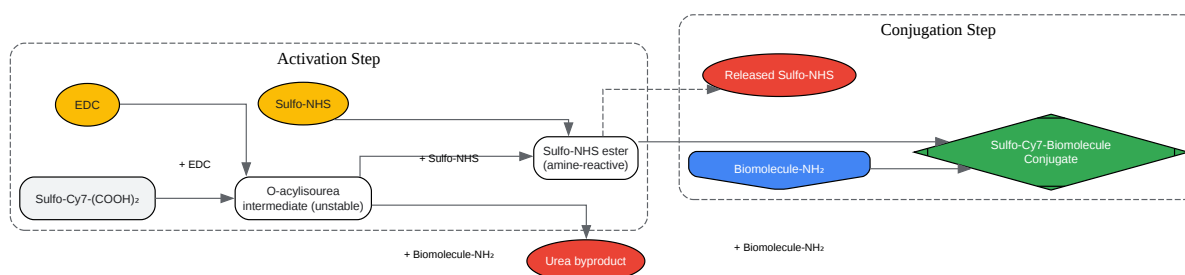 Conjugation Step
Activation Step
Released Sulfo-NHS
EDC
Sulfo-NHS
Sulfo-NHS ester
(amine-reactive)
Sulfo-Cy7-Biomolecule
Conjugate
+ EDC
+ Sulfo-NHS
Biomolecule-NH₂
Sulfo-Cy7-(COOH)₂
O-acylisourea
intermediate (unstable)
+ Biomolecule-NH₂
+ Biomolecule-NH₂
Urea byproduct